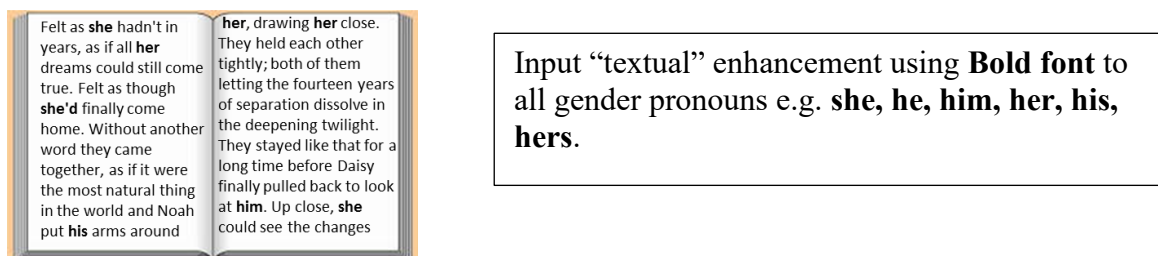 Felt as she hadn't in
years, as if all her
dreams could still come
true. Felt as though
she'd finally come
home. Without another
word they came
together, as if it were
the most natural thing
in the world and Noah
put his arms around
her, drawing her close.
They held each other
tightly; both of them
letting the fourteen years
of separation dissolve in
the deepening twilight.
They stayed like that for a
long time before Daisy
finally pulled back to look
at him. Up close, she
could see the changes
Input “textual” enhancement using Bold font to
all gender pronouns e.g. she, he, him, her, his,
hers.